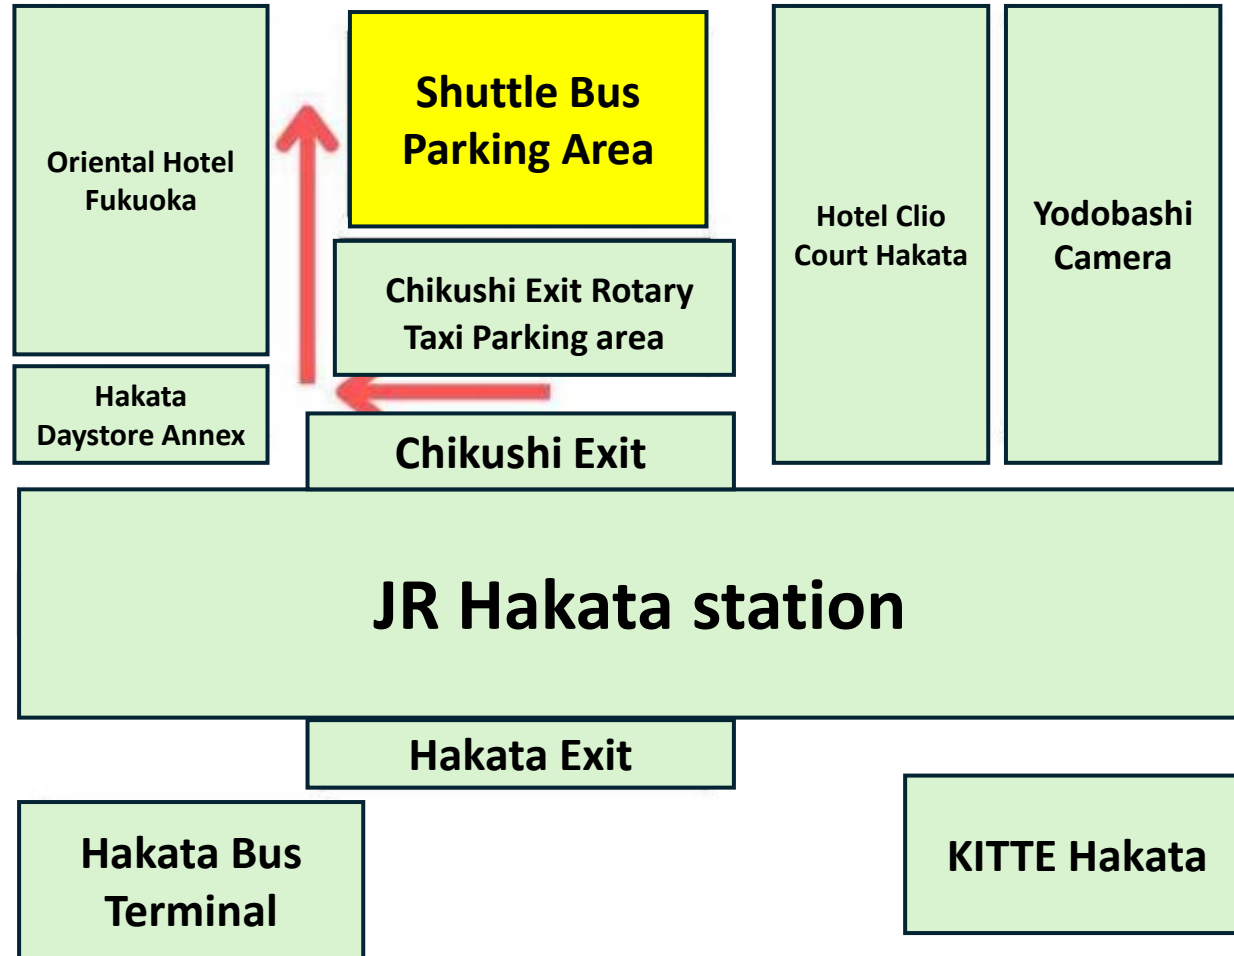 Oriental Hotel
Fukuoka
Shuttle Bus
Parking Area
Hotel Clio
Court Hakata
Yodobashi
Camera
Chikushi Exit Rotary
Taxi Parking area
Hakata
Daystore Annex
Chikushi Exit
JR Hakata station
Hakata Exit
Hakata Bus
Terminal
KITTE Hakata